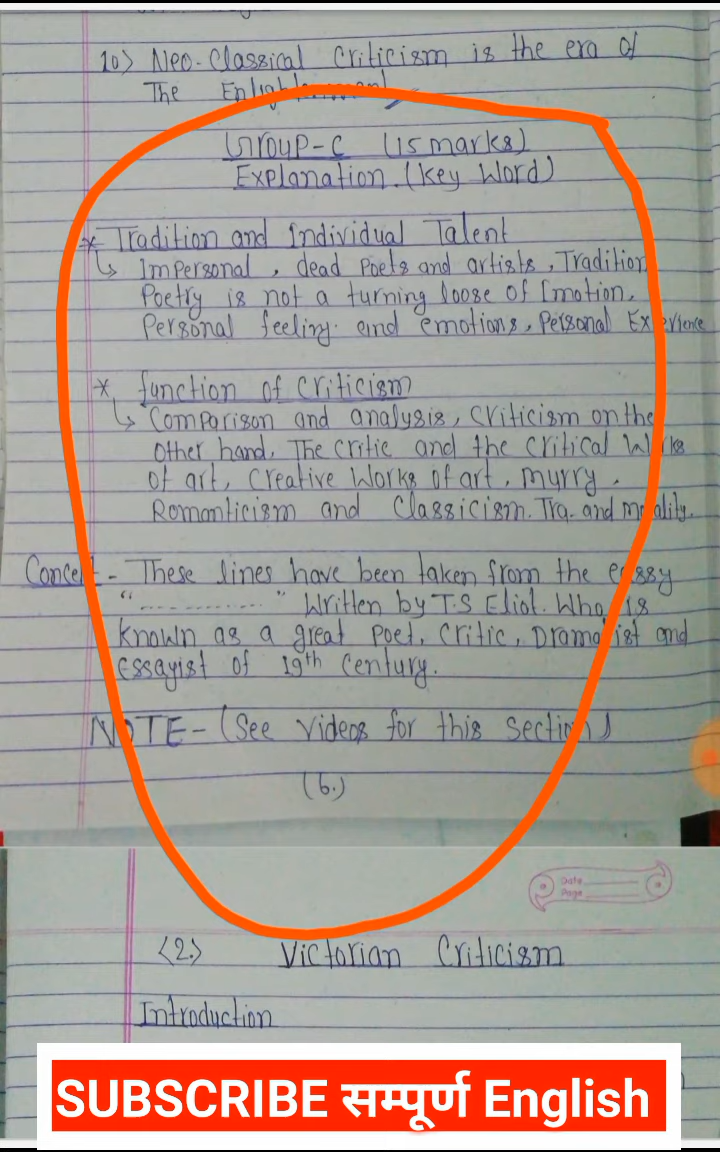 10) Neo-Classical Criticism is the era of
The Enlightenment
Group-C (15 marks)
Explanation. (Key Word)
* Tradition and Individual Talent
↳ Impersonal, dead Poets and artists, Tradition
Poetry is not a turning loose of Emotion,
Personal feeling. and emotions, Personal Experience
* function of Criticism
↳ Comparison and analysis, Criticism on the
Other hand, The Critic and the Critical Works
of art, Creative Works of art, murry,
Romanticism and Classicism. Tra. and morality.
These lines have been taken from the essay
"............" Written by T.S Eliot. Who is
known as a great Poet, Critic, Dramatist and
essayist of 19th Century.
NOTE- (See Videos for this Section)
(6.)
Date
Page
<2.> Victorian Criticism
Introduction
SUBSCRIBE सम्पूर्ण English